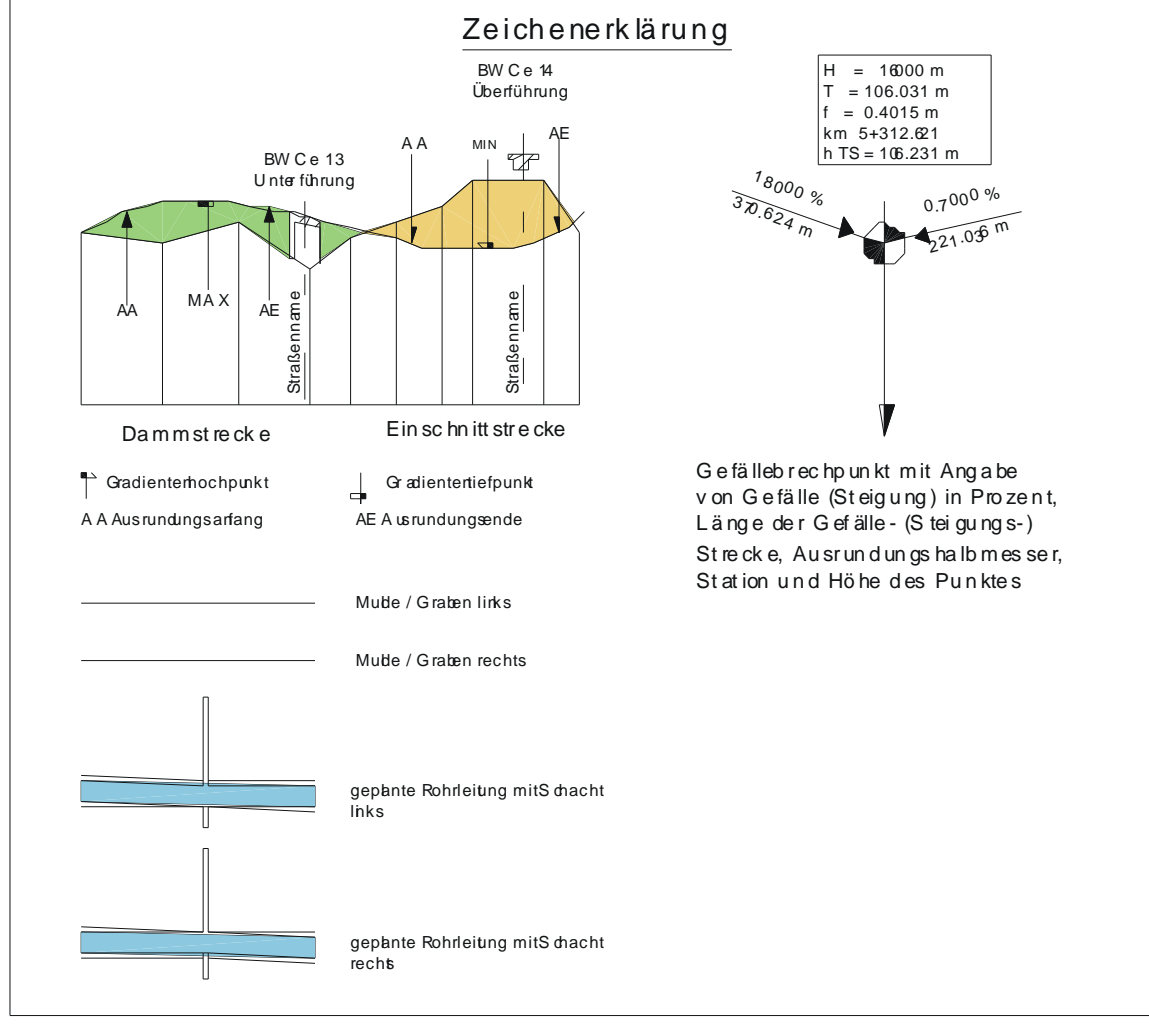 Zeichenerklärung
BW Ce 14
Überführung
BW Ce 13
Unterführung
AA
MIN
AE
AA
MAX
AE
Straßenname
Straßenname
Dammstrecke
Einschnittstrecke
Gradientenhochpunkt
Gradiententiefpunkt
AA Ausrundungsanfang
AE Ausrundungsende
Mulde / Graben links
Mulde / Graben rechts
geplante Rohrleitung mit Schacht
links
geplante Rohrleitung mit Schacht
rechts
H = 16000 m
T = 106.031 m
f = 0.4015 m
km 5+312.621
h TS = 106.231 m
18000 %
370.624 m
0.7000 %
221.036 m
Gefällebrechpunkt mit Angabe
von Gefälle (Steigung) in Prozent,
Länge der Gefälle- (Steigungs-)
Strecke, Ausrundungshalbmesser,
Station und Höhe des Punktes